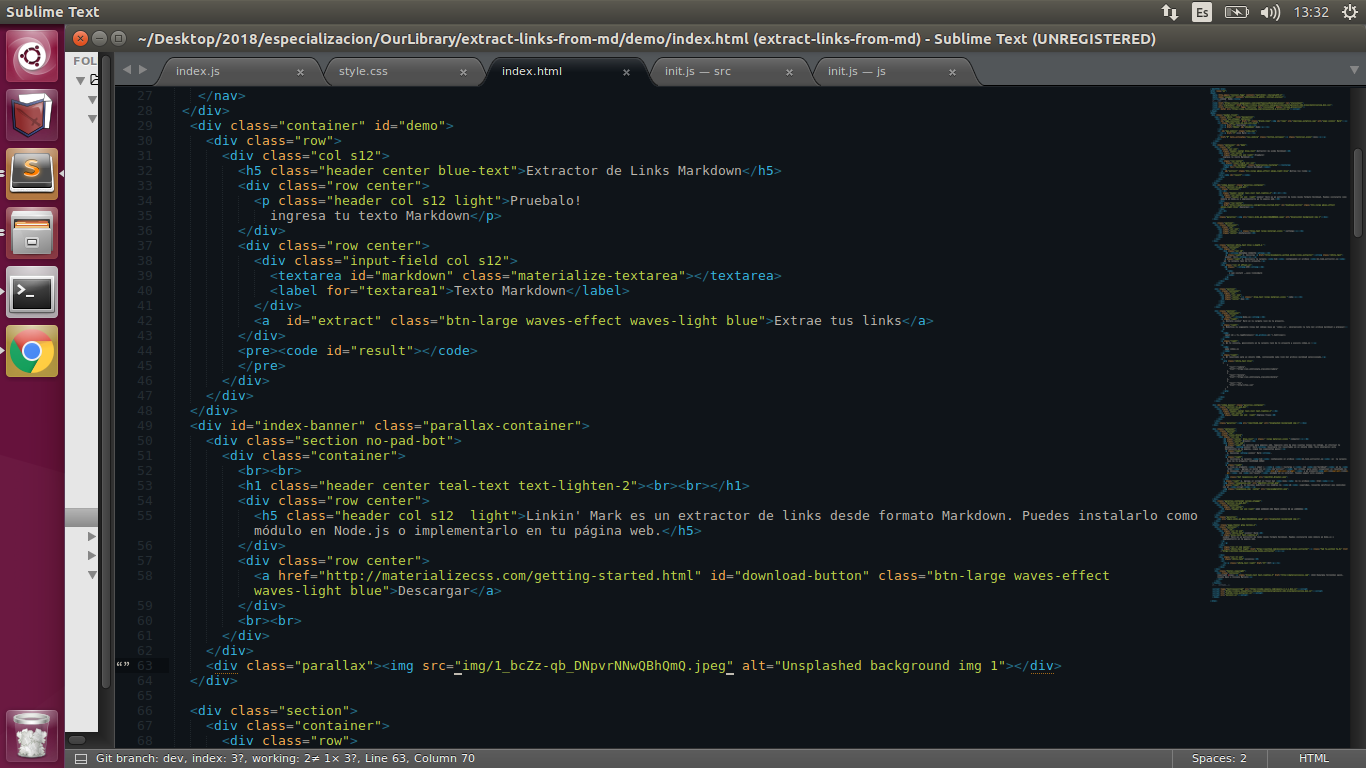 Sublime Text
Es
13:32
~/Desktop/2018/especializacion/OurLibrary/extract-links-from-md/demo/index.html (extract-links-from-md) - Sublime Text (UNREGISTERED)
FOL
index.js × style.css × index.html × init.js — src × init.js — js ×
27 </nav>
28 </div>
29 <div class="container" id="demo">
30 <div class="row">
31 <div class="col s12">
32 <h5 class="header center blue-text">Extractor de Links Markdown</h5>
33 <div class="row center">
34 <p class="header col s12 light">Pruebalo!
35 ingresa tu texto Markdown</p>
36 </div>
37 <div class="row center">
38 <div class="input-field col s12">
39 <textarea id="markdown" class="materialize-textarea"></textarea>
40 <label for="textarea1">Texto Markdown</label>
41 </div>
42 <a  id="extract" class="btn-large waves-effect waves-light blue">Extrae tus links</a>
43 </div>
44 <pre><code id="result"></code>
45 </pre>
46 </div>
47 </div>
48 </div>
49 <div id="index-banner" class="parallax-container">
50 <div class="section no-pad-bot">
51 <div class="container">
52 <br><br>
53 <h1 class="header center teal-text text-lighten-2"><br><br></h1>
54 <div class="row center">
55 <h5 class="header col s12  light">Linkin' Mark es un extractor de links desde formato Markdown. Puedes instalarlo como
módulo en Node.js o implementarlo en tu página web.</h5>
56 </div>
57 <div class="row center">
58 <a href="http://materializecss.com/getting-started.html" id="download-button" class="btn-large waves-effect
waves-light blue">Descargar</a>
59 </div>
60 <br><br>
61 </div>
62 </div>
63 <div class="parallax"><img src="img/1_bcZz-qb_DNpvrNNwQBhQmQ.jpeg" alt="Unsplashed background img 1"></div>
64 </div>
65
66 <div class="section">
67 <div class="container">
68 <div class="row">
Git branch: dev, index: 3?, working: 2≠ 1× 3?, Line 63, Column 70
Spaces: 2
HTML